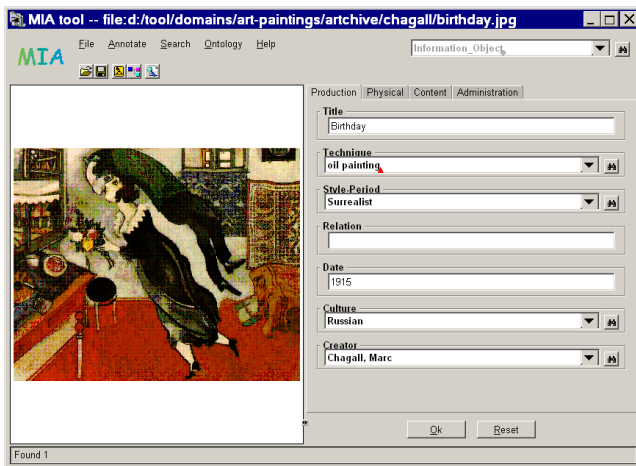 MIA tool -- file:d:/tool/domains/art-paintings/artchive/chagall/birthday.jpg
MIA
File Annotate Search Ontology Help
Information_Object
Production Physical Content Administration
Title
Birthday
Technique
oil painting
Style-Period
Surrealist
Relation
Date
1915
Culture
Russian
Creator
Chagall, Marc
Ok Reset
Found 1